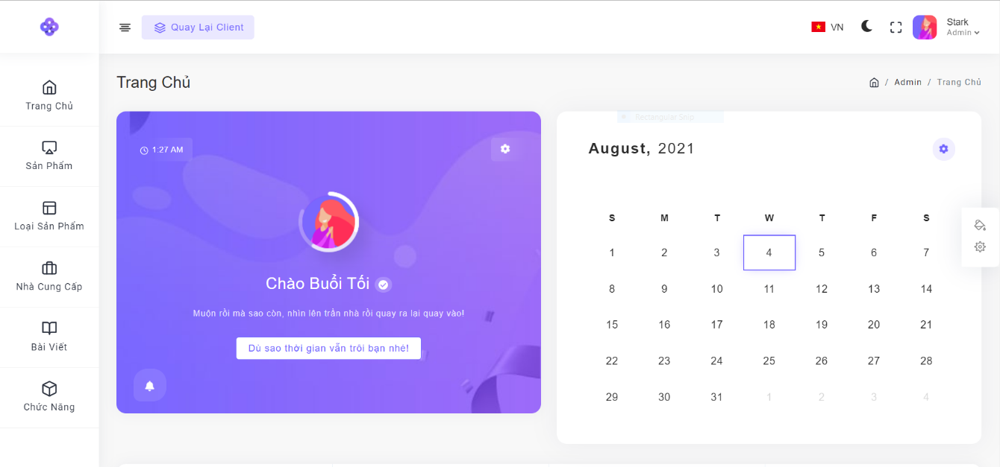 Quay Lại Client
VN
Stark
Admin
Trang Chủ
Sản Phẩm
Loại Sản Phẩm
Nhà Cung Cấp
Bài Viết
Chức Năng
Trang Chủ
/ Admin / Trang Chủ
1:27 AM
Chào Buổi Tối
Muộn rồi mà sao còn, nhìn lên trần nhà rồi quay ra lại quay vào!
Dù sao thời gian vẫn trôi bạn nhé!
Rectangular Snip
August, 2021
S M T W T F S
1 2 3 4 5 6 7
8 9 10 11 12 13 14
15 16 17 18 19 20 21
22 23 24 25 26 27 28
29 30 31 1 2 3 4